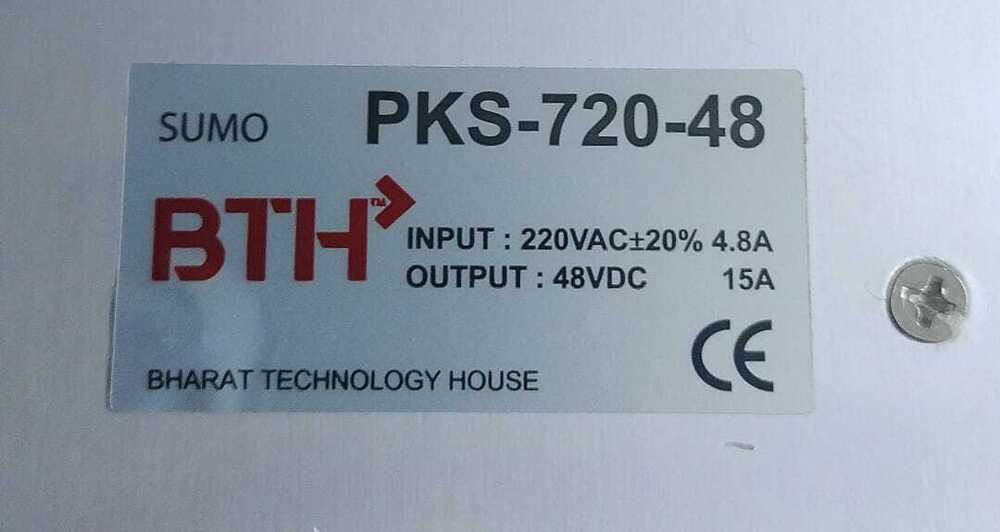 SUMO PKS-720-48
BTH™
INPUT : 220VAC±20% 4.8A
OUTPUT : 48VDC 15A
CE
BHARAT TECHNOLOGY HOUSE